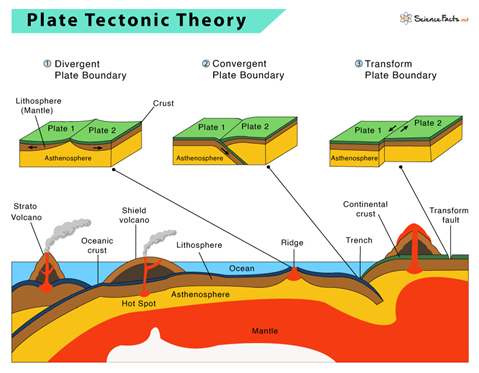 Plate Tectonic Theory
ScienceFacts.net
① Divergent
Plate Boundary
② Convergent
Plate Boundary
③ Transform
Plate Boundary
Lithosphere
(Mantle)
Crust
Plate 1
Plate 2
Asthenosphere
Plate 1
Plate 2
Asthenosphere
Plate 1
Plate 2
Asthenosphere
Strato
Volcano
Oceanic
crust
Shield
volcano
Lithosphere
Ridge
Trench
Continental
crust
Transform
fault
Ocean
Hot Spot
Asthenosphere
Mantle